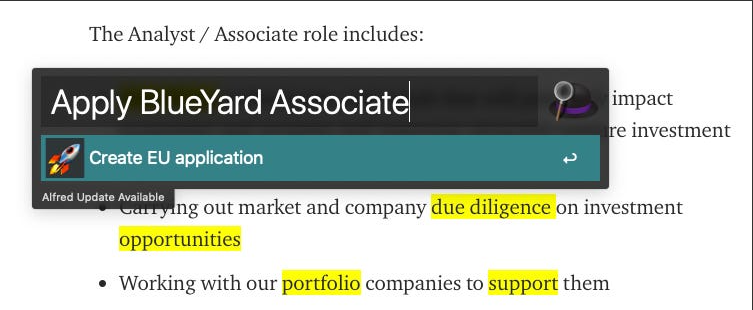 The Analyst / Associate role includes:
Apply BlueYard Associate
impact
re investment
Create EU application
Alfred Update Available
Carrying out market and company due diligence on investment
opportunities
Working with our portfolio companies to support them